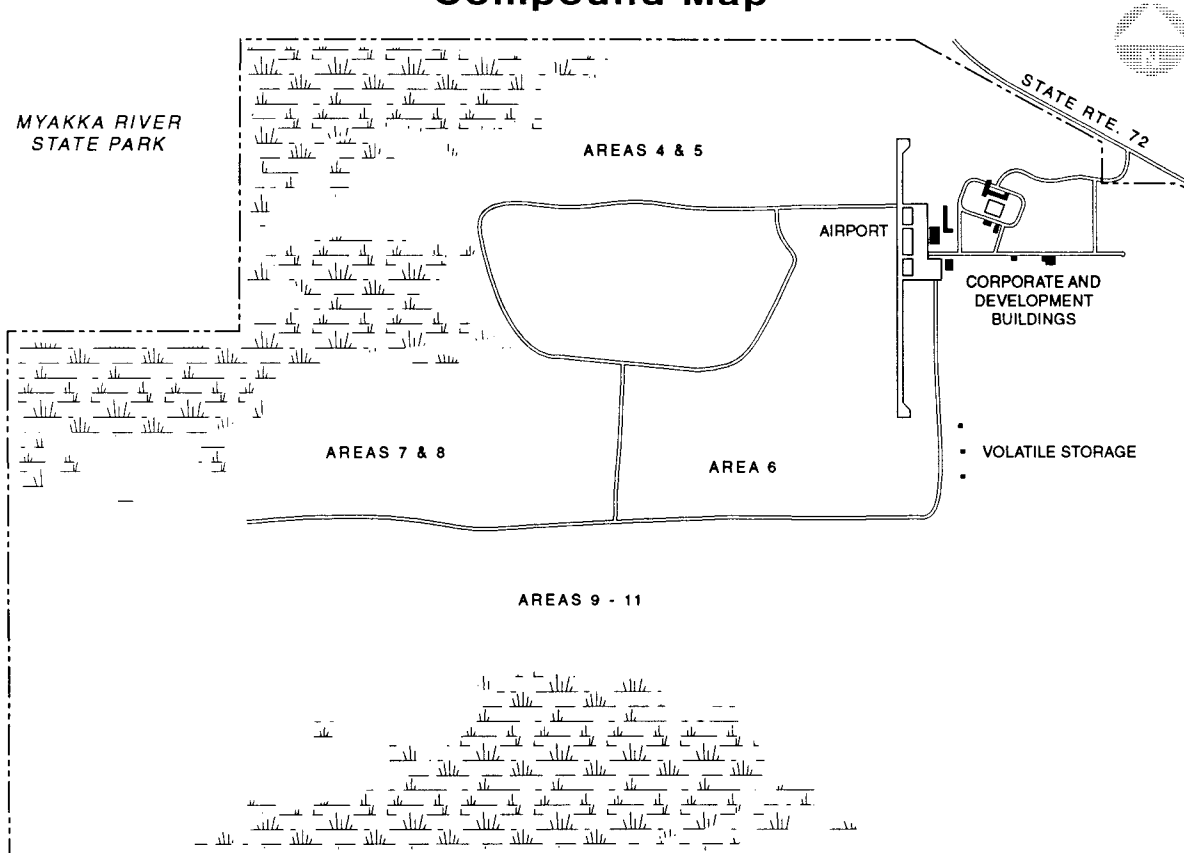 Compound Map
MYAKKA RIVER
STATE PARK
STATE RTE. 72
AREAS 4 & 5
AIRPORT
CORPORATE AND
DEVELOPMENT
BUILDINGS
AREAS 7 & 8
AREA 6
VOLATILE STORAGE
AREAS 9 - 11